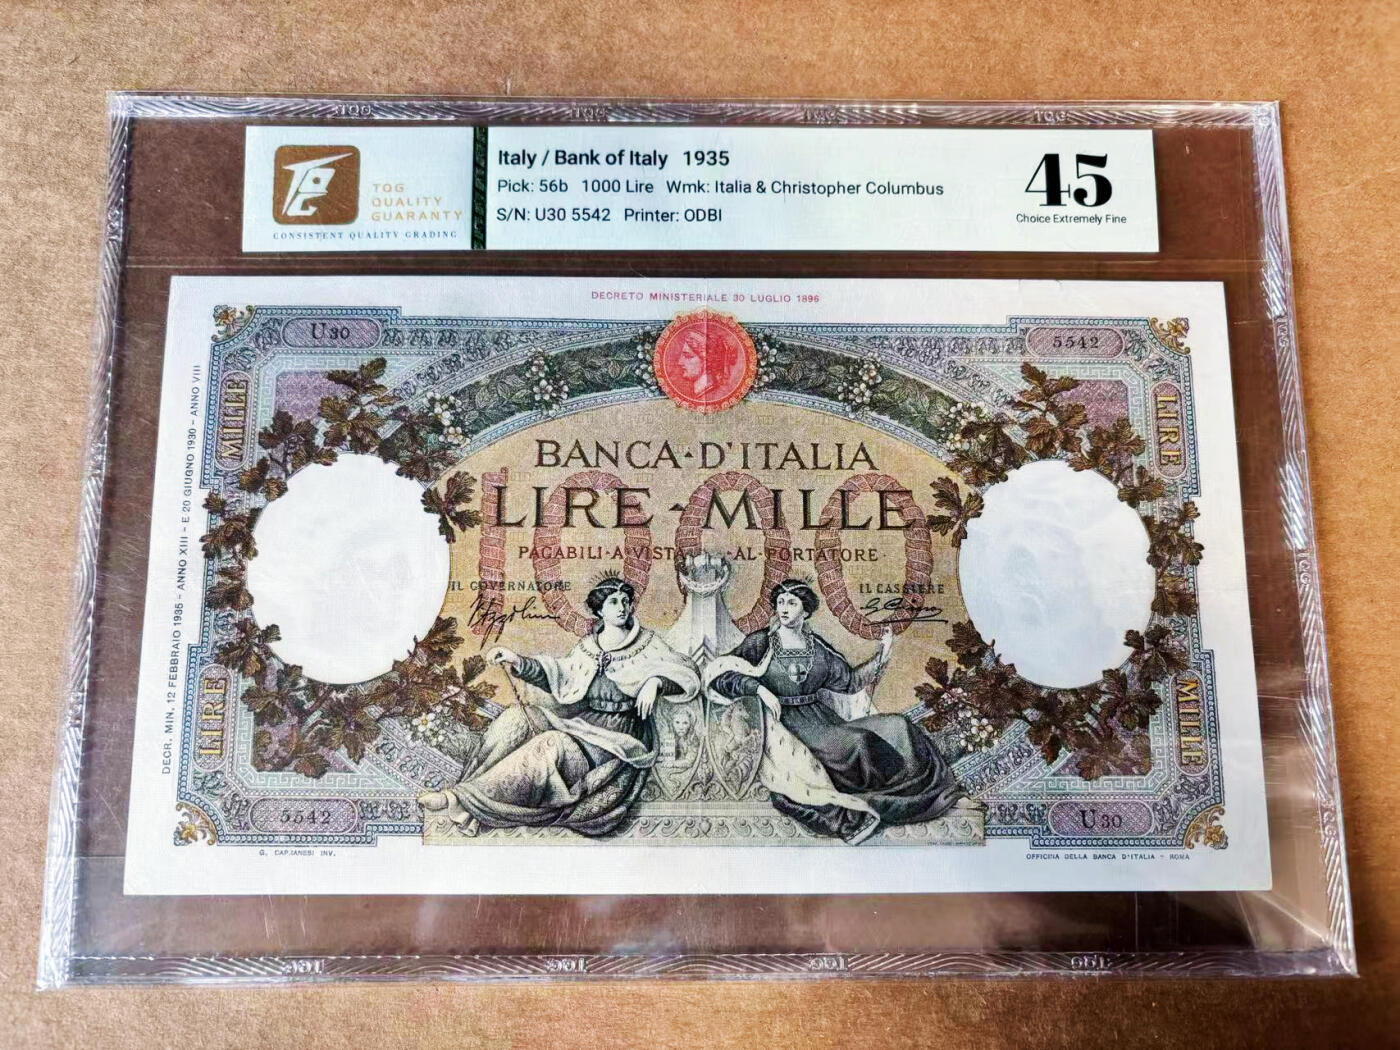 TQG
QUALITY
GUARANTY
CONSISTENT QUALITY GRADING
Italy / Bank of Italy 1935
Pick: 56b 1000 Lire Wmk: Italia & Christopher Columbus
S/N: U30 5542 Printer: ODBI
45
Choice Extremely Fine
DECRETO MINISTERIALE 30 LUGLIO 1896
U30
5542
MILLE
LIRE
DECR. MIN. 12 FEBBRAIO 1935 - ANNO XIII - E 20 GIUGNO 1930 - ANNO VIII
BANCA·D'ITALIA
1000
LIRE·MILLE
PAGABILI·A·VISTA·AL·PORTATORE·
IL GOVERNATORE
IL CASSIERE
LIRE
MILLE
5542
U30
G. CAPRANESI INV.
OFFICINA DELLA BANCA D'ITALIA - ROMA